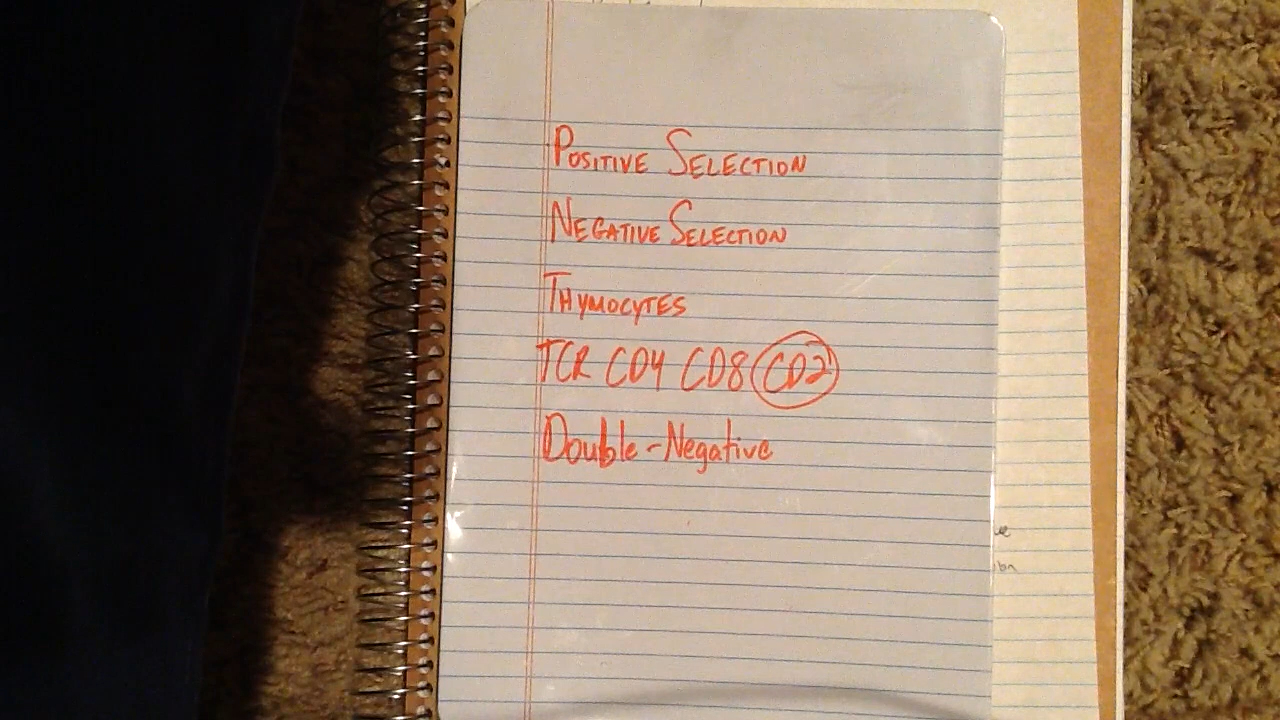 Positive Selection
Negative Selection
Thymocytes
TCR CD4 CD8 CD2
Double-Negative